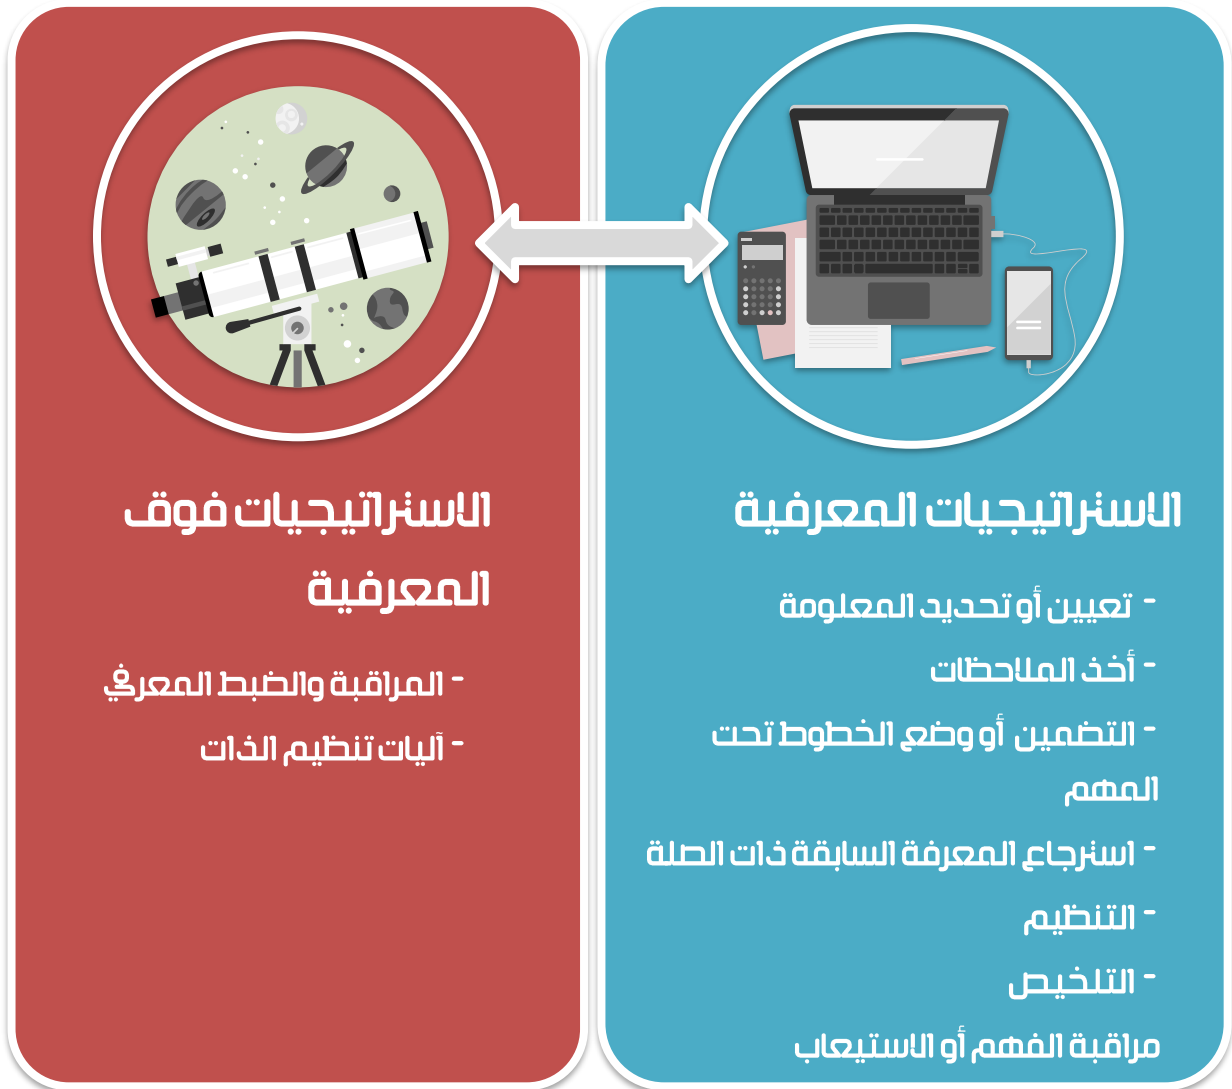 الاستراتيجيات المعرفية
- تعيين أو تحديد المعلومة
- أخذ الملاحظات
- التضمين أو وضع الخطوط تحت
المهم
- استرجاع المعرفة السابقة ذات الصلة
- التنظيم
- التلخيص
مراقبة الفهم أو الاستيعاب
الاستراتيجيات فوق
المعرفية
- المراقبة والضبط المعرفي
- آليات تنظيم الذات